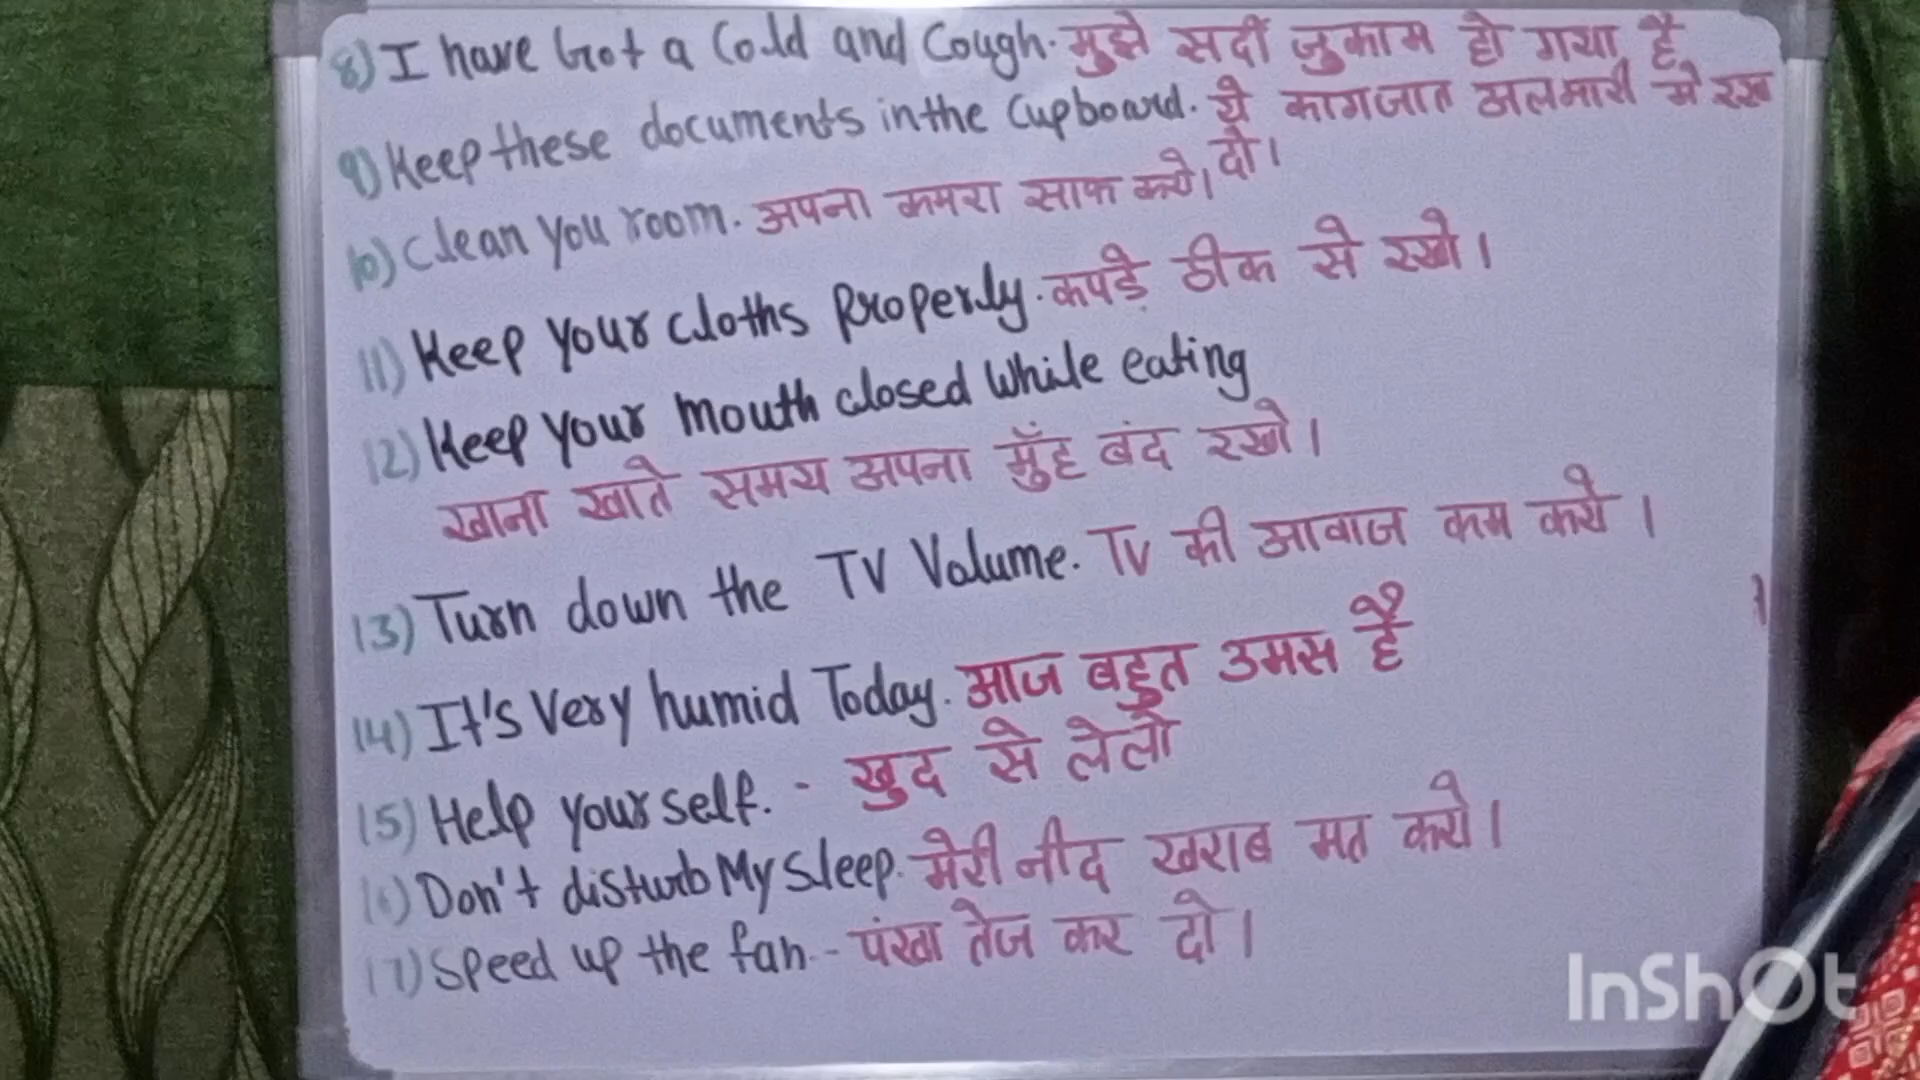 8) I have Got a Cold and Cough. मुझे सर्दी जुकाम हो गया है
9) Keep these documents in the Cupboard. ये कागजात अलमारी मे रख दो।
10) Clean you room. अपना कमरा साफ करो।
11) Keep your cloths Properly. कपड़े ठीक से रखो।
12) Keep your mouth closed While eating
खाना खाते समय अपना मुँह बंद रखो।
13) Turn down the TV Volume. TV की आवाज कम करो ।
14) It's Very humid Today. आज बहुत उमस है
15) Help yourself. - खुद से लेलो
16) Don't disturb My Sleep. मेरी नीद खराब मत करो।
17) Speed up the fan. - पंखा तेज कर दो।
InShOt